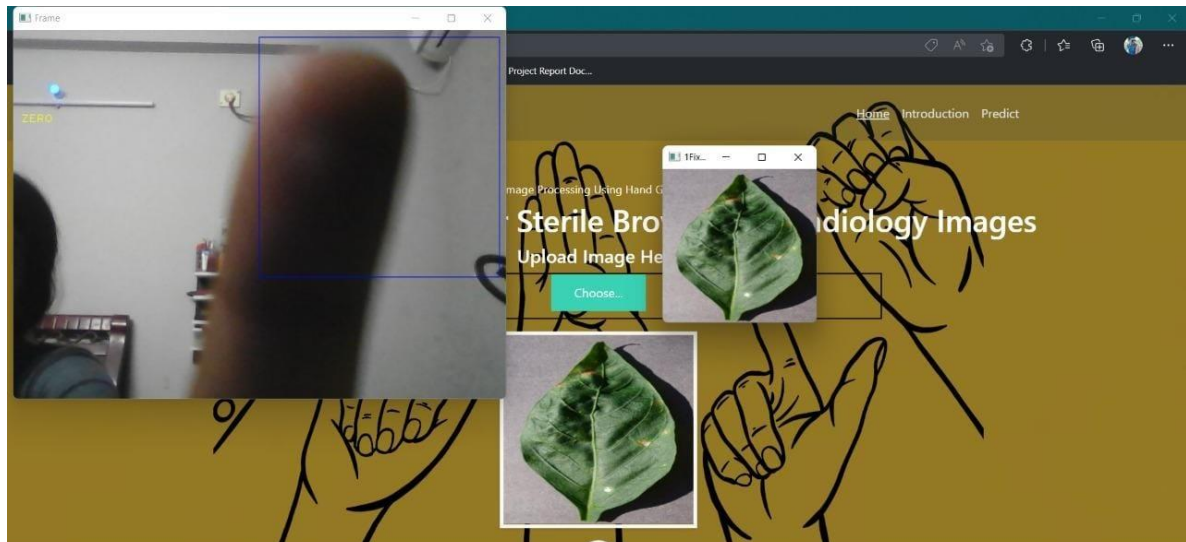 Frame
Project Report Doc...
ZERO
Home Introduction Predict
1Fix...
mage Processing Using Hand G
Sterile Bro
diology Images
Upload Image He
Choose...